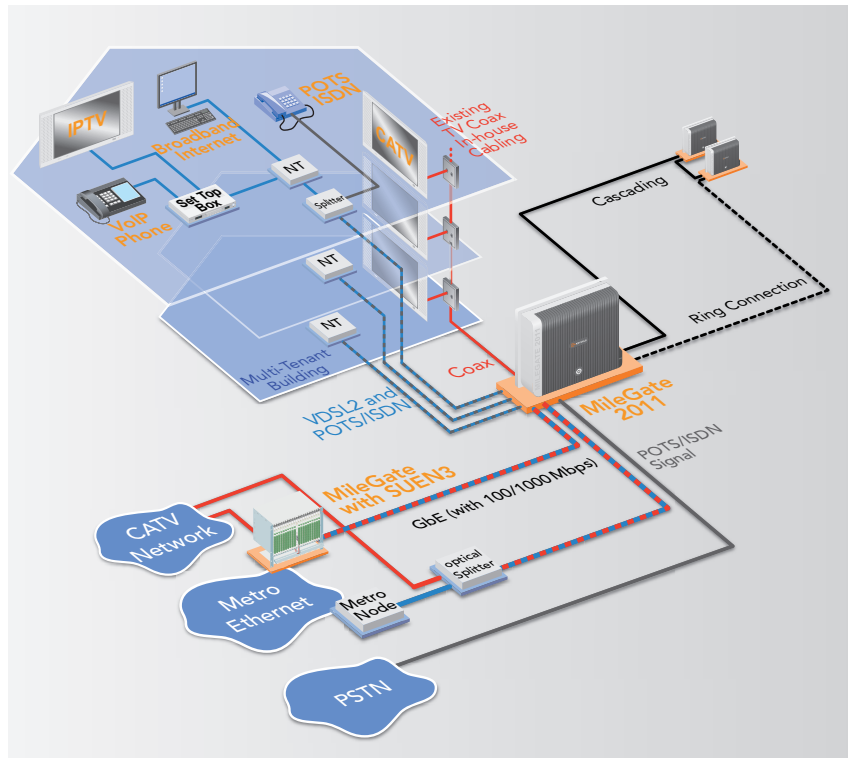 IPTV
Broadband
Internet
POTS
ISDN
CATV
Existing
TV Coax
In-house
Cabling
NT
Set Top
Box
Splitter
VoIP
Phone
NT
NT
Multi-Tenant
Building
VDSL2 and
POTS/ISDN
Coax
Cascading
Ring Connection
MileGate
2011
POTS/ISDN
Signal
MileGate
with SUEN3
GbE (with 100/1000 Mbps)
CATV
Network
optical
Splitter
Metro
Ethernet
Metro
Node
PSTN